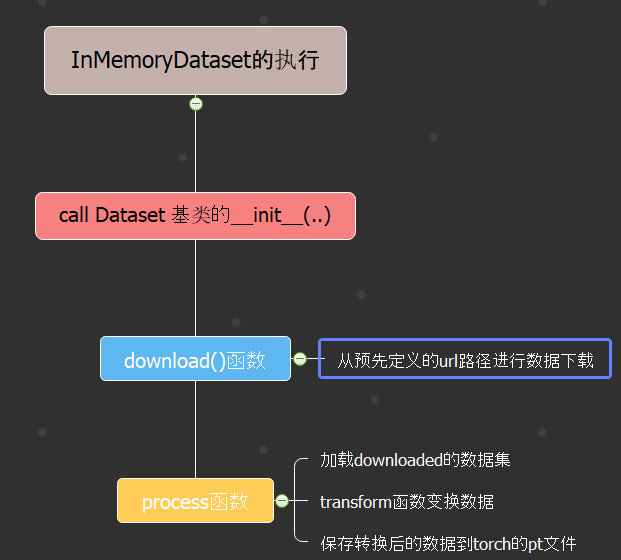 InMemoryDataset的执行
call Dataset 基类的__init__(..)
download()函数
从预先定义的url路径进行数据下载
process函数
加载downloaded的数据集
transform函数变换数据
保存转换后的数据到torch的pt文件